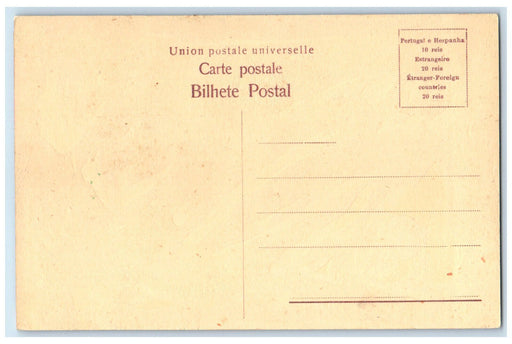 Union postale universelle
Carte postale
Bilhete Postal
Portugal e Hespanha
10 reis
Estrangeiro
20 reis
Étranger-Foreign
countries
20 reis